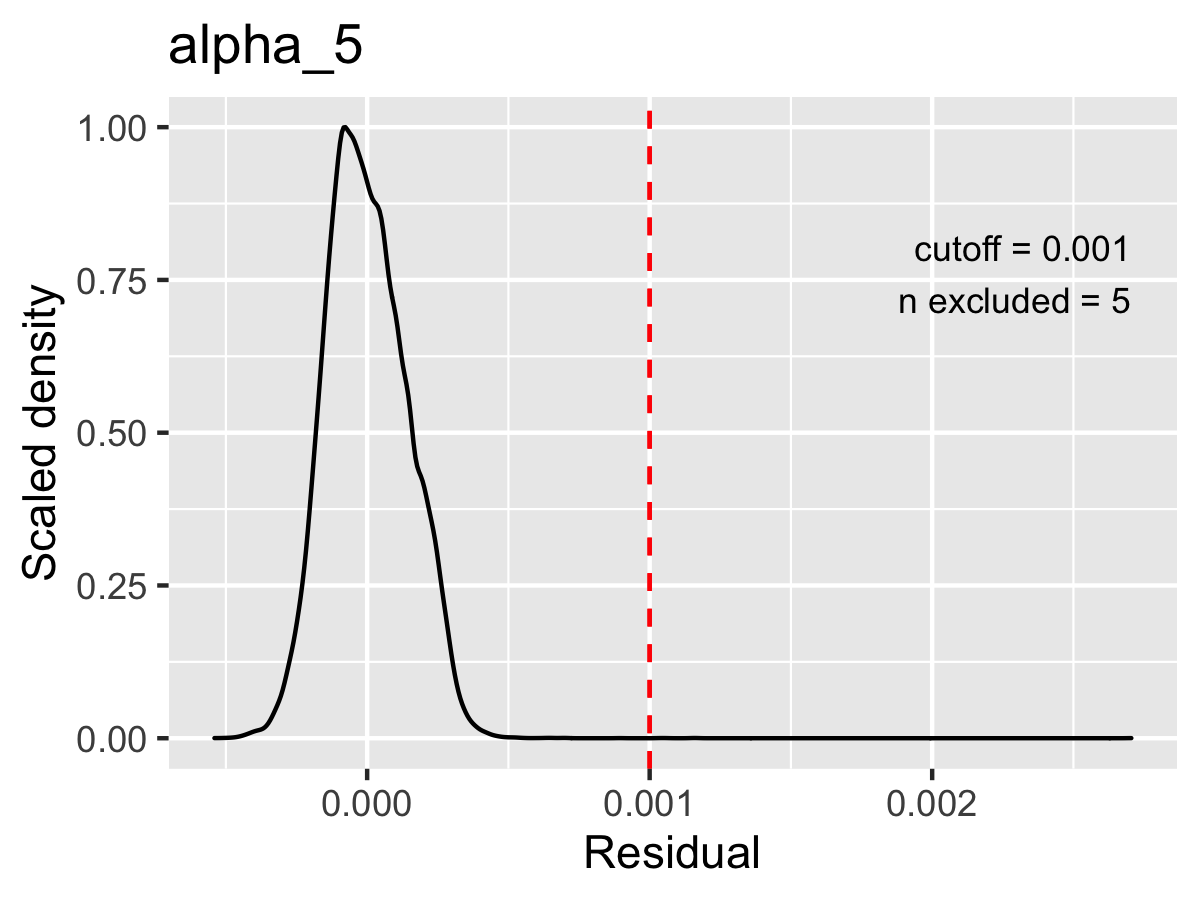 alpha_5
1.00
0.75
0.50
0.25
0.00
Scaled density
cutoff = 0.001
n excluded = 5
0.000 0.001 0.002
Residual